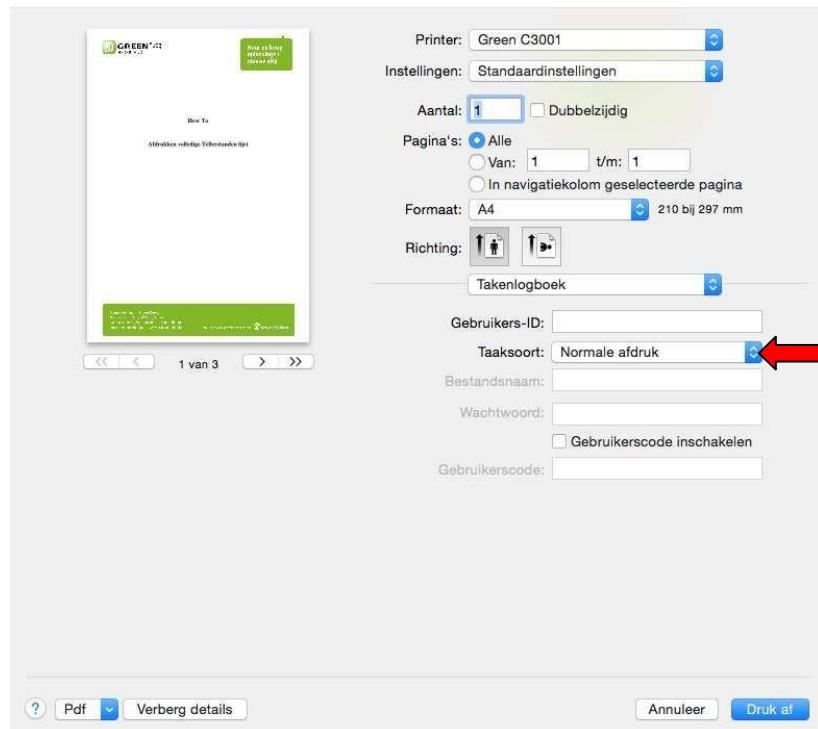 GREEN
How To
Afdrukken volledige Tellerstanden lijst
1 van 3
Printer: Green C3001
Instellingen: Standaardinstellingen
Aantal: 1 Dubbelzijdig
Pagina's: Alle
Van: 1 t/m: 1
In navigatiekolom geselecteerde pagina
Formaat: A4 210 bij 297 mm
Richting:
Takenlogboek
Gebruikers-ID:
Taaksoort: Normale afdruk
Bestandsnaam:
Wachtwoord:
Gebruikerscode inschakelen
Gebruikerscode:
? Pdf Verberg details Annuleer Druk af